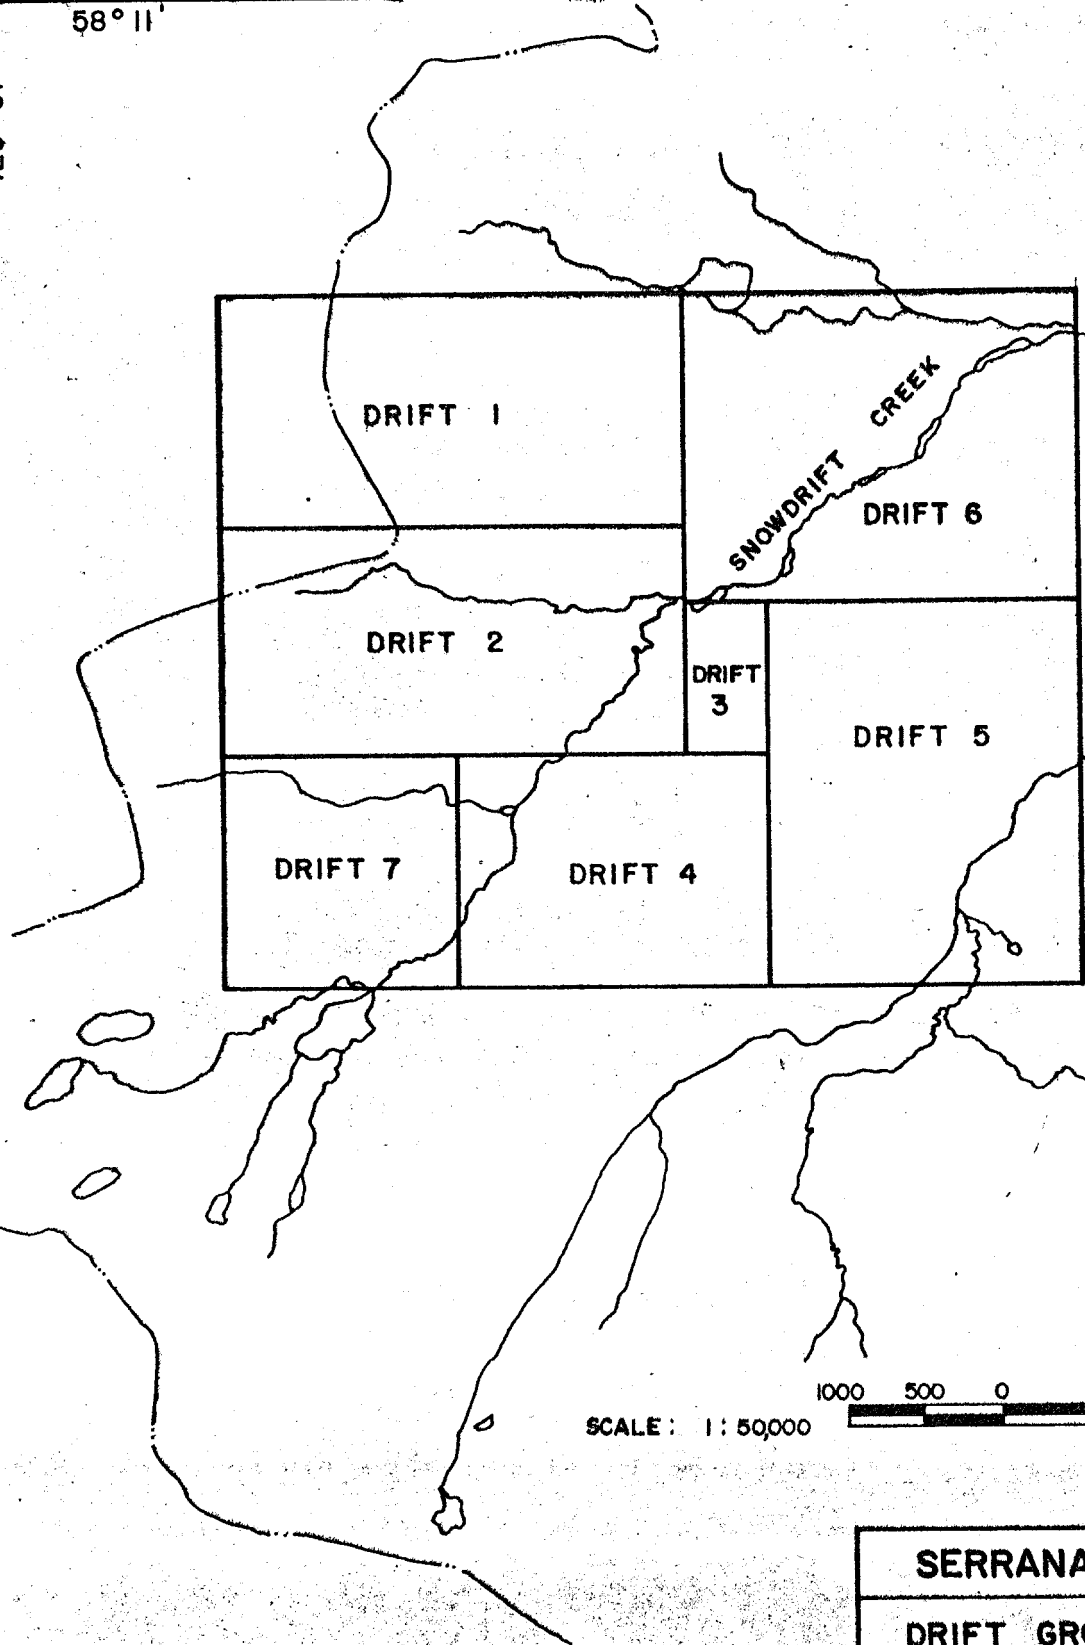 58° 11'
DRIFT 1
SNOWDRIFT CREEK
DRIFT 6
DRIFT 2
DRIFT 3
DRIFT 5
DRIFT 7
DRIFT 4
1000 500 0
SCALE : 1 : 50,000
SERRANA
DRIFT